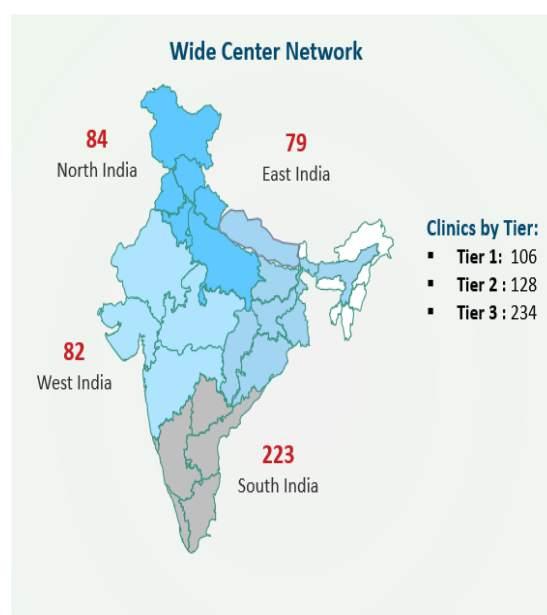 Wide Center Network
84
North India
79
East India
Clinics by Tier:
▪ Tier 1: 106
▪ Tier 2 : 128
▪ Tier 3 : 234
82
West India
223
South India